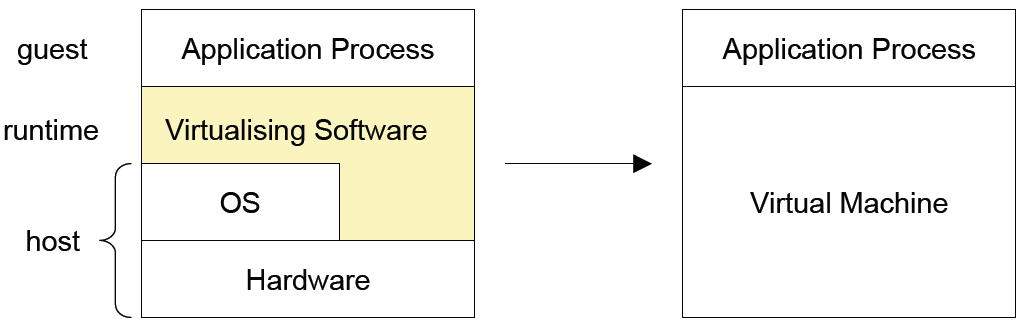 guest
Application Process
Application Process
runtime
Virtualising Software
OS
Virtual Machine
host
Hardware